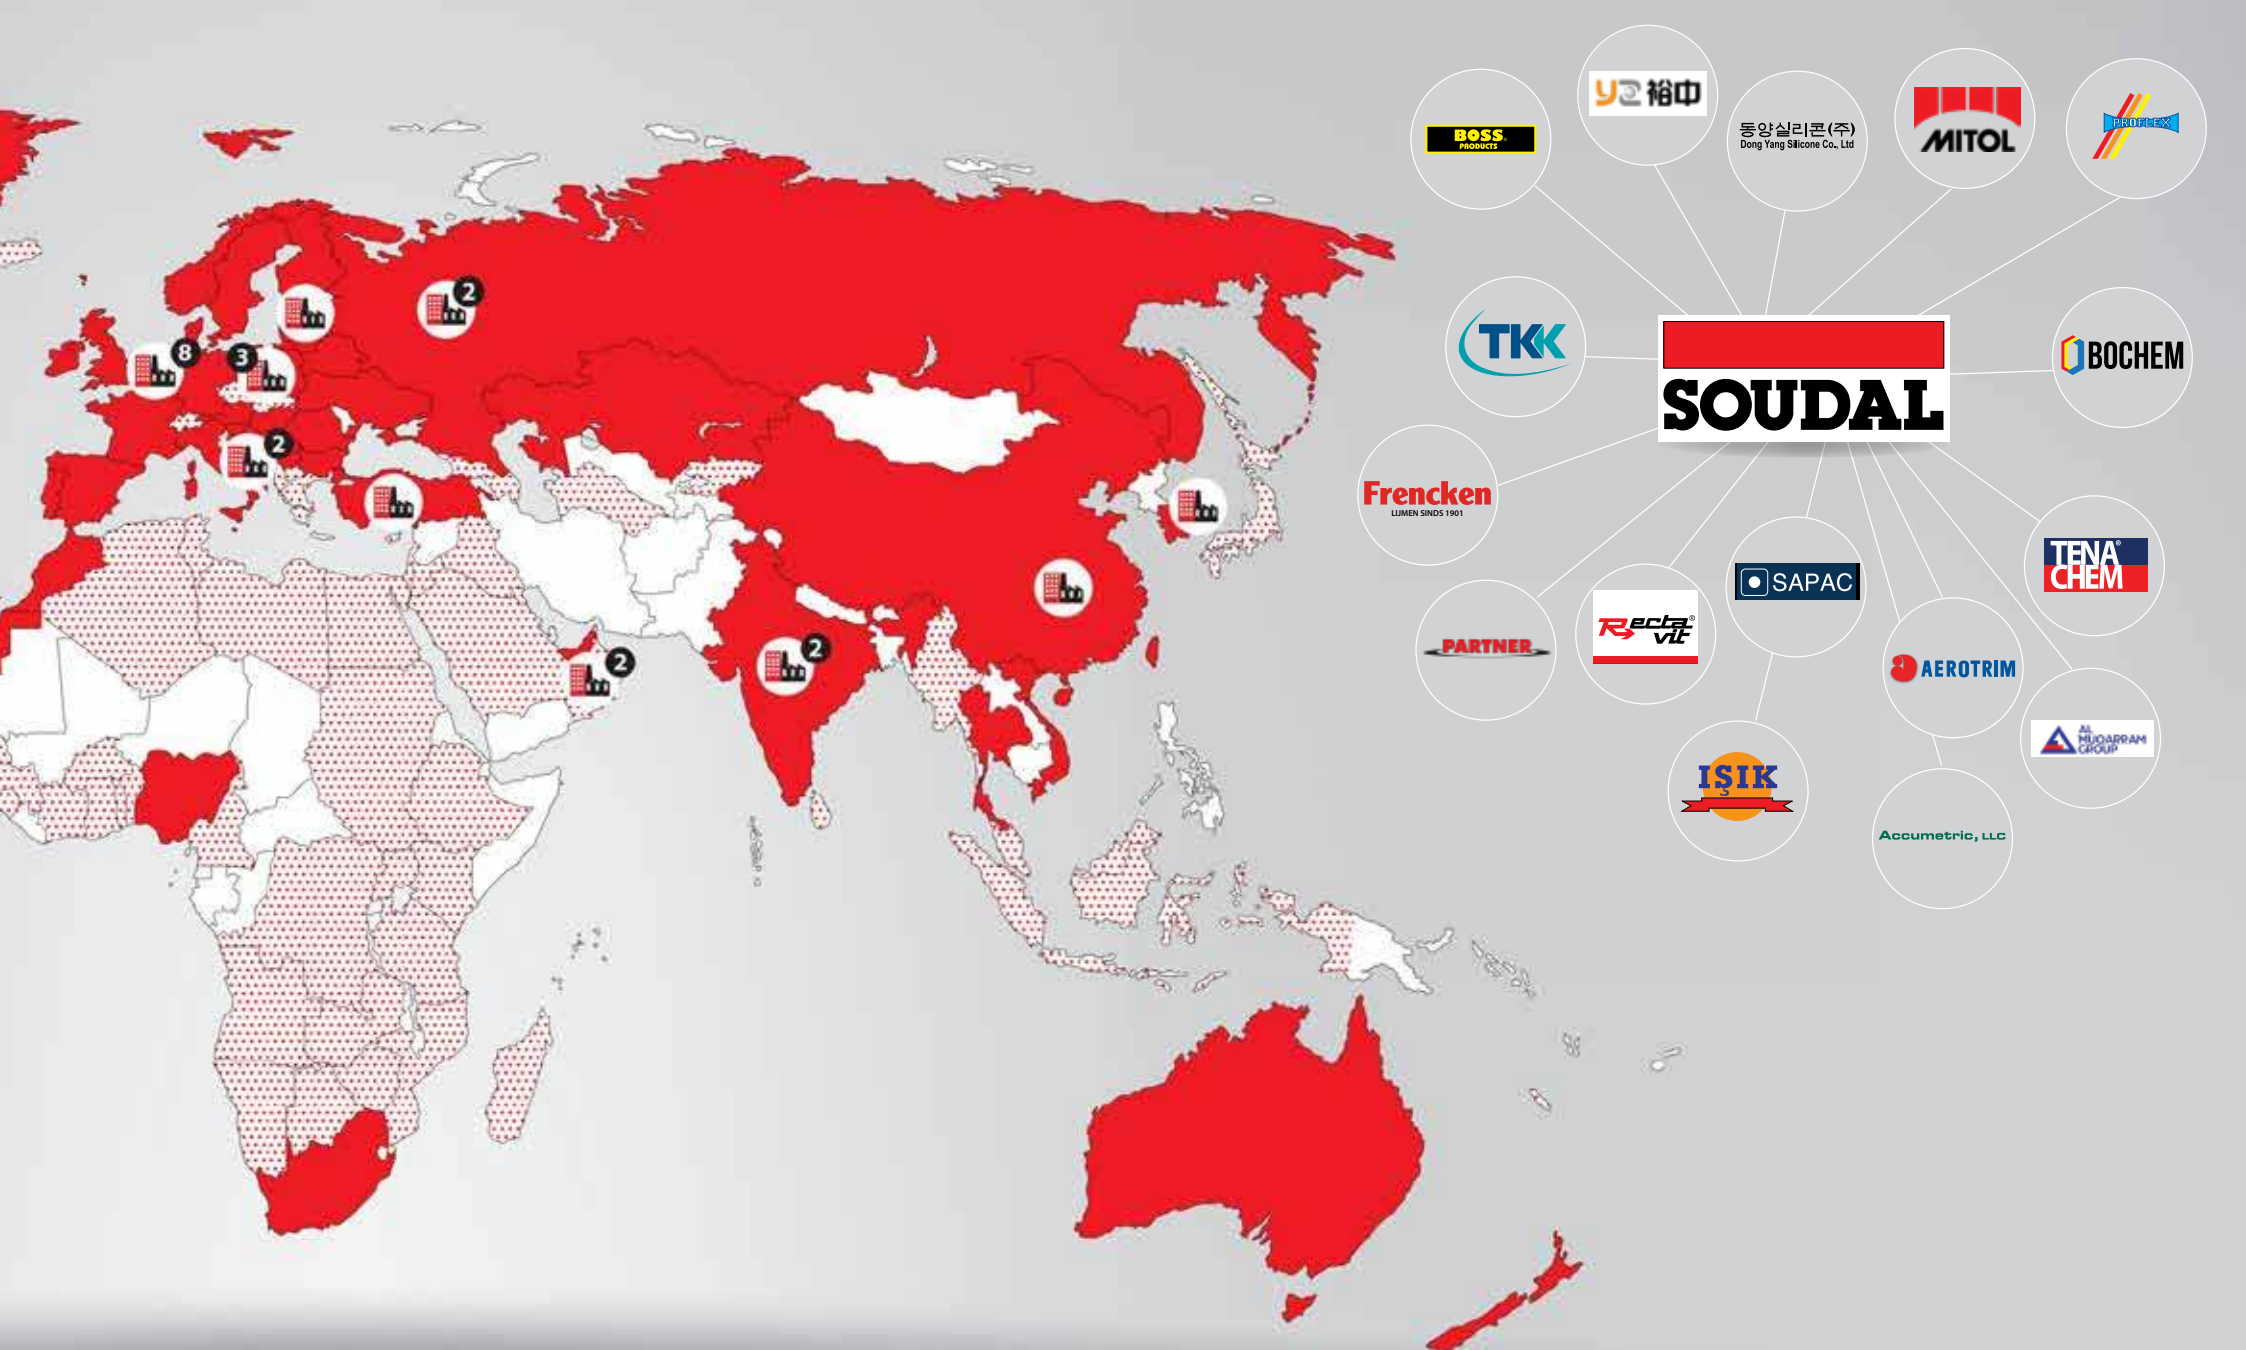 BOSS®
PRODUCTS
YZ 裕中
동양실리콘(주)
Dong Yang Silicone Co., Ltd
MITOL
PROFLEX
TKK
SOUDAL
BOCHEM
Frencken
LIJMEN SINDS 1901
PARTNER
Recta®
vit
SAPAC
TENA®
CHEM
AEROTRIM
AL
MUQARRAM
GROUP
IŞIK
Accumetric, LLC
2
8
3
2
2
2